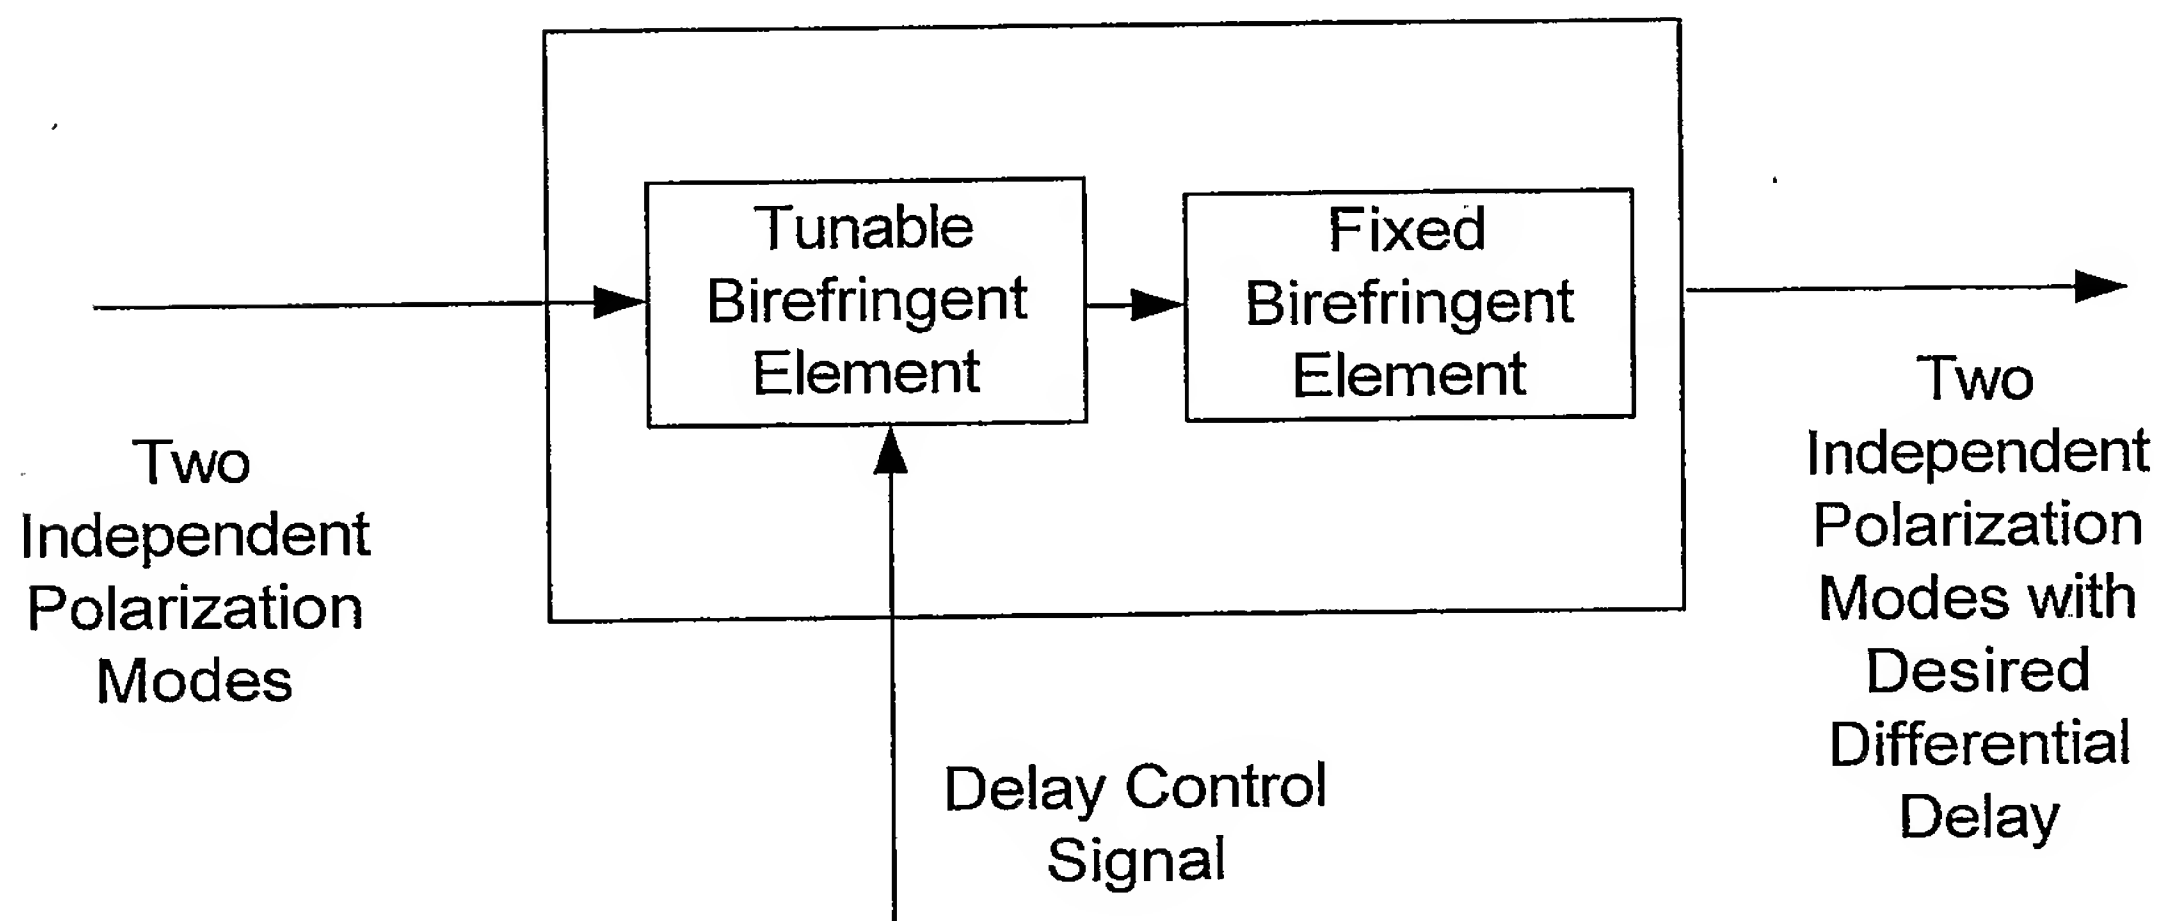 Two
Independent
Polarization
Modes
Tunable
Birefringent
Element
Fixed
Birefringent
Element
Delay Control
Signal
Two
Independent
Polarization
Modes with
Desired
Differential
Delay